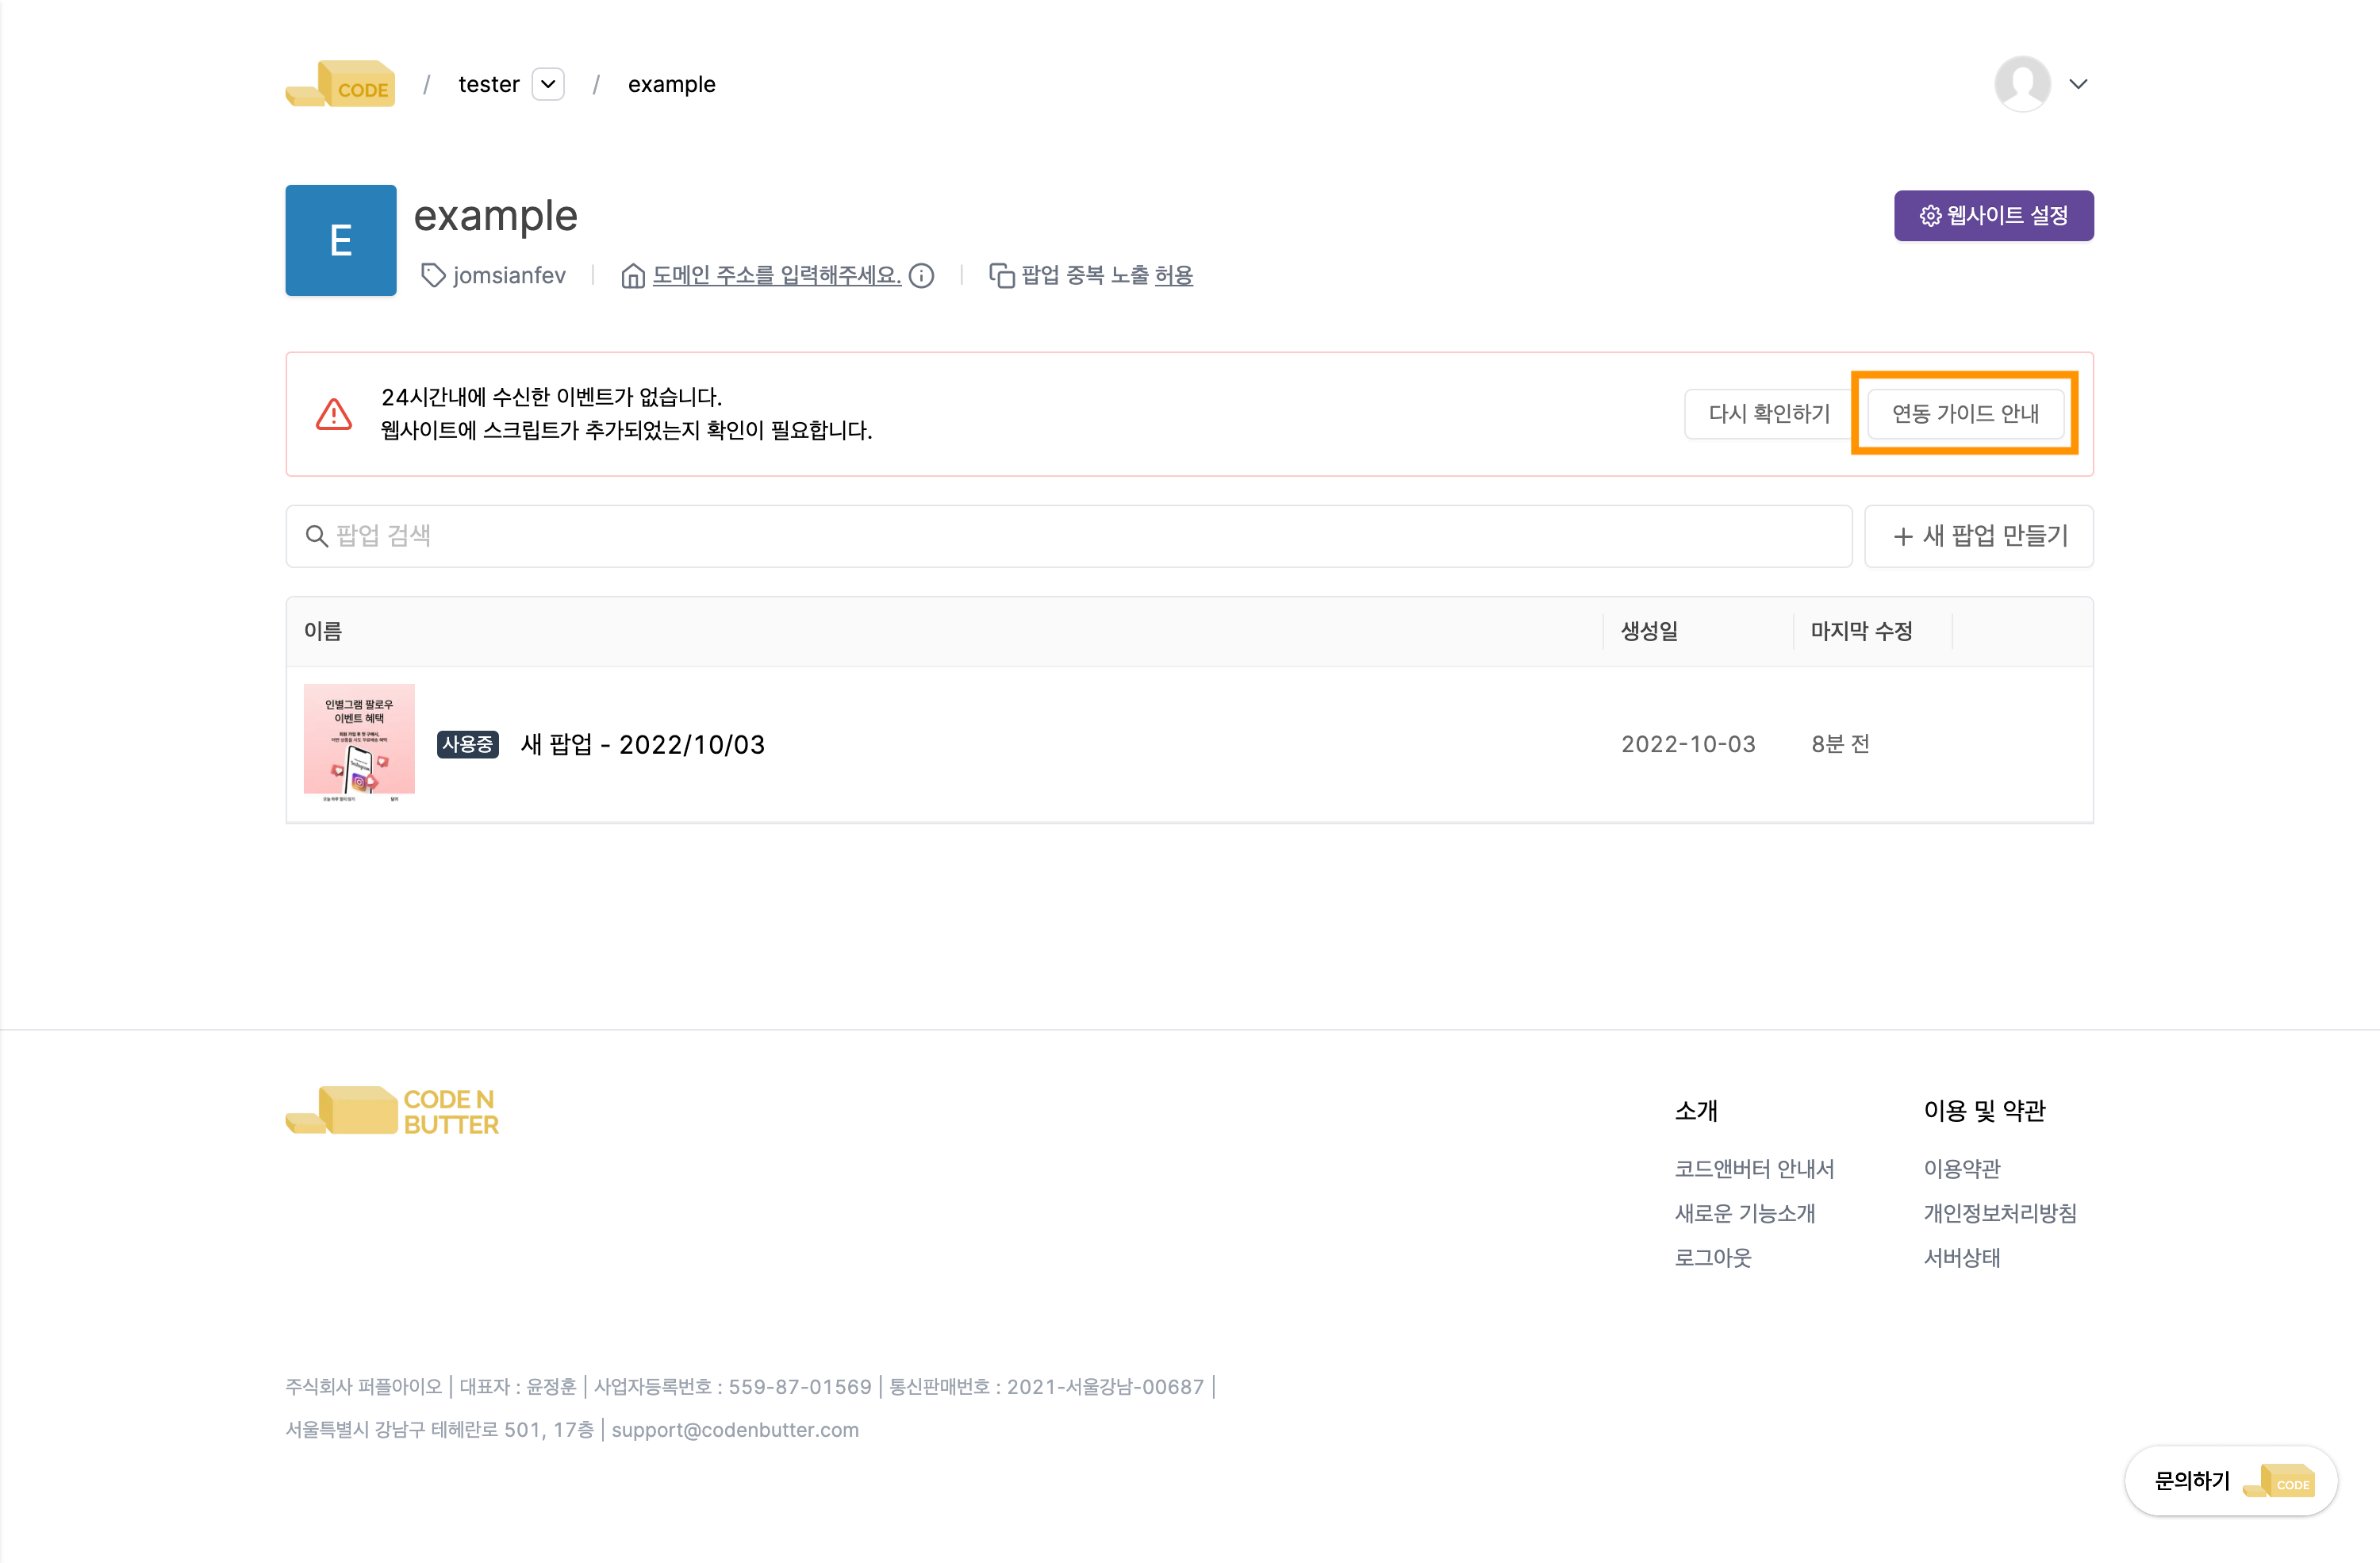 CODE / tester / example
example
웹사이트 설정
E
jomsianfev
도메인 주소를 입력해주세요.
팝업 중복 노출 허용
24시간내에 수신한 이벤트가 없습니다.
웹사이트에 스크립트가 추가되었는지 확인이 필요합니다.
다시 확인하기
연동 가이드 안내
팝업 검색
+ 새 팝업 만들기
이름 생성일 마지막 수정
인별그램 팔로우
이벤트 혜택
사용중 새 팝업 - 2022/10/03 2022-10-03 8분 전
CODE N
BUTTER
소개
코드앤버터 안내서
새로운 기능소개
로그아웃
이용 및 약관
이용약관
개인정보처리방침
서버상태
주식회사 퍼플아이오 | 대표자 : 윤정훈 | 사업자등록번호 : 559-87-01569 | 통신판매번호 : 2021-서울강남-00687 |
서울특별시 강남구 테헤란로 501, 17층 | support@codenbutter.com
문의하기 CODE